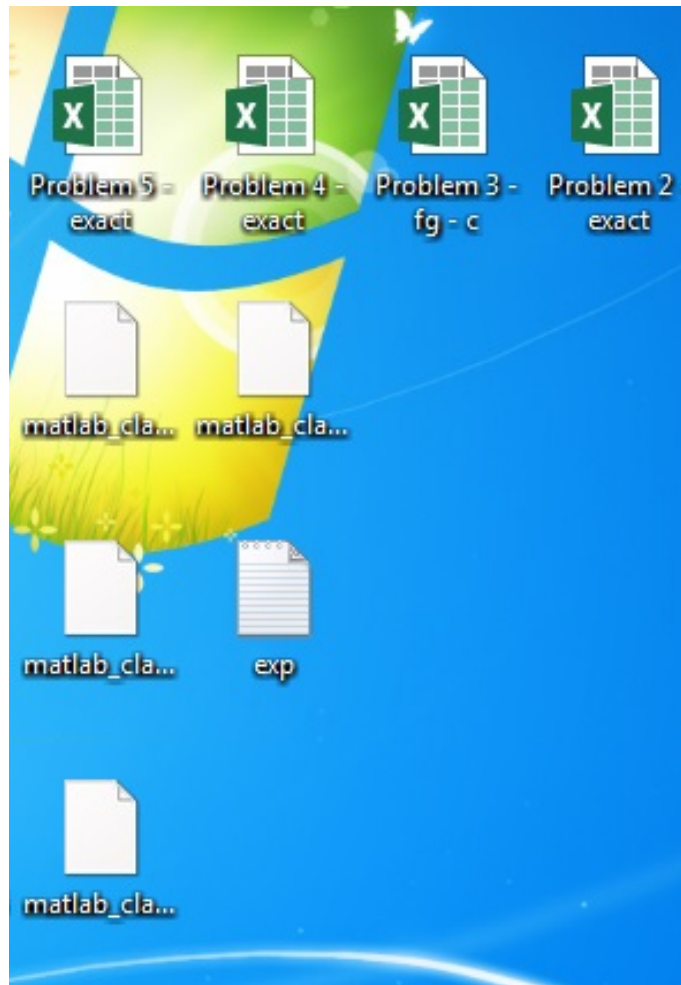 Problem 5 -
exact
Problem 4 -
exact
Problem 3 -
fg - c
Problem 2
exact
matlab_cla...
matlab_cla...
matlab_cla...
exp
matlab_cla...